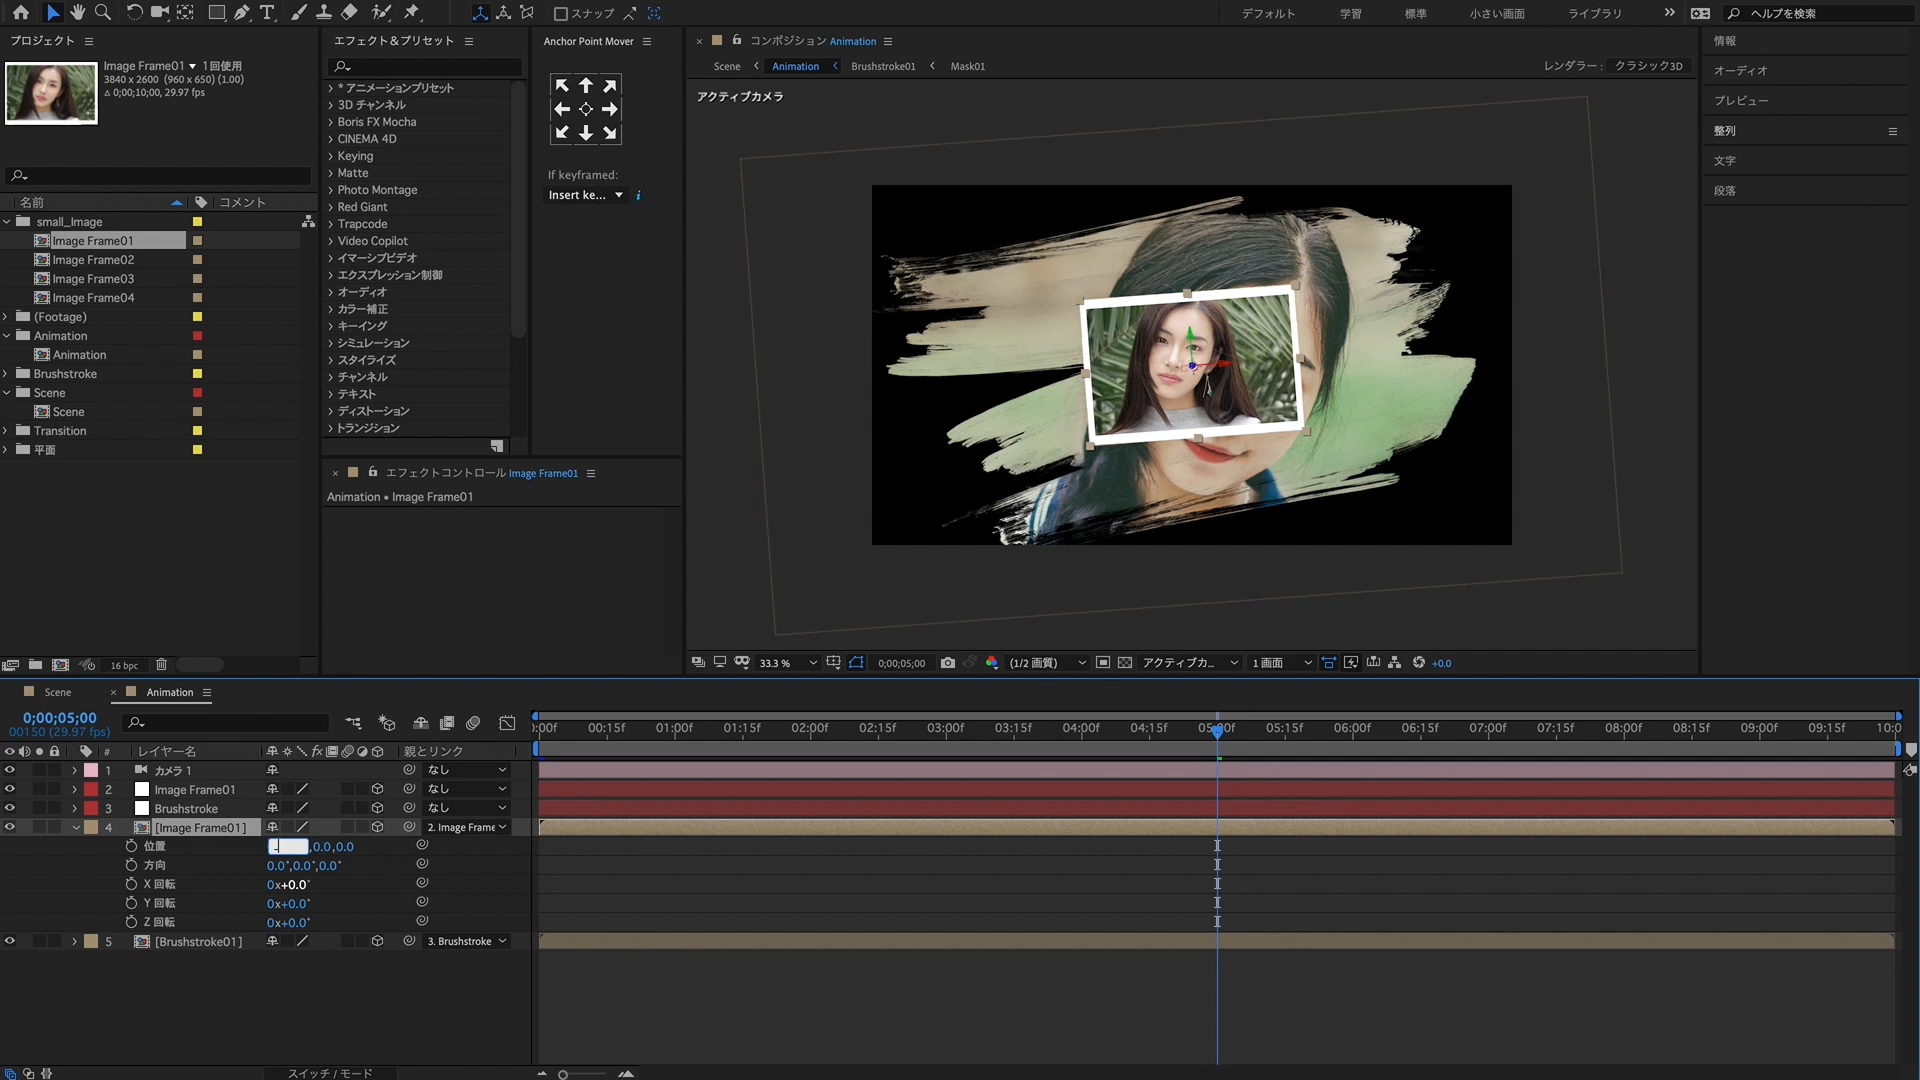 スナップ
デフォルト
学習
標準
小さい画面
ライブラリ
ヘルプを検索
プロジェクト
Image Frame01 ▼ 1回使用
3840 x 2600 (960 x 650) (1.00)
Δ 0;00;10;00, 29.97 fps
名前
コメント
small_Image
Image Frame01
Image Frame02
Image Frame03
Image Frame04
(Footage)
Animation
Animation
Brushstroke
Scene
Scene
Transition
平面
16 bpc
エフェクト＆プリセット
* アニメーションプリセット
3D チャンネル
Boris FX Mocha
CINEMA 4D
Keying
Matte
Photo Montage
Red Giant
Trapcode
Video Copilot
イマーシブビデオ
エクスプレッション制御
オーディオ
カラー補正
キーイング
シミュレーション
スタイライズ
チャンネル
テキスト
ディストーション
トランジション
Anchor Point Mover
If keyframed:
Insert ke...
エフェクトコントロール Image Frame01
Animation • Image Frame01
コンポジション Animation
Scene
Animation
Brushstroke01
Mask01
レンダラー :
クラシック3D
アクティブカメラ
33.3 %
0;00;05;00
(1/2 画質)
アクティブカ...
1 画面
+0.0
情報
オーディオ
プレビュー
整列
文字
段落
Scene
Animation
0;00;05;00
00150 (29.97 fps)
# レイヤー名
fx
親とリンク
):00f 00:15f 01:00f 01:15f 02:00f 02:15f 03:00f 03:15f 04:00f 04:15f 05:00f 05:15f 06:00f 06:15f 07:00f 07:15f 08:00f 08:15f 09:00f 09:15f 10:0
1 カメラ 1 なし
2 Image Frame01 なし
3 Brushstroke なし
4 [Image Frame01] 2. Image Frame
位置 -,0.0,0.0
方向 0.0°,0.0°,0.0°
X 回転 0x+0.0°
Y 回転 0x+0.0°
Z 回転 0x+0.0°
5 [Brushstroke01] 3. Brushstroke
スイッチ / モード